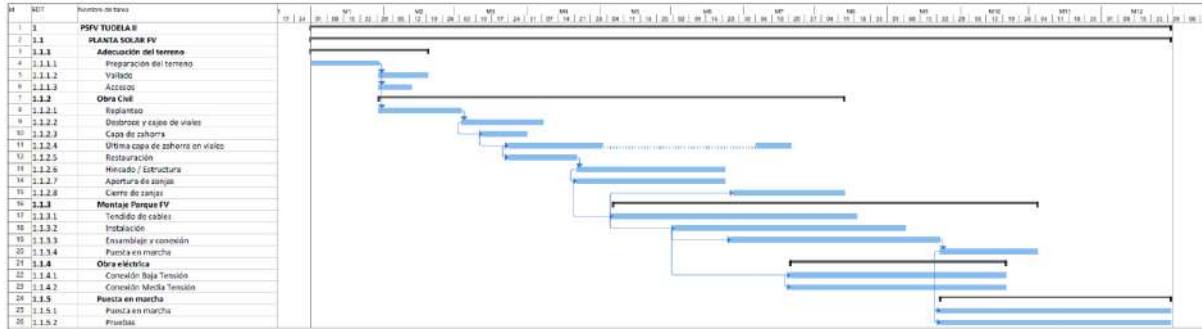 Id EDT Nombre de tarea M1 M2 M3 M4 M5 M6 M7 M8 M9 M10 M11 M12
1 1 PSFV TUDELA II
2 1.1 PLANTA SOLAR FV
3 1.1.1 Adecuación del terreno
4 1.1.1.1 Preparación del terreno
5 1.1.1.2 Vallado
6 1.1.1.3 Accesos
7 1.1.2 Obra Civil
8 1.1.2.1 Replanteo
9 1.1.2.2 Desbroce y cajeo de viales
10 1.1.2.3 Capa de zahorra
11 1.1.2.4 Última capa de zahorra en viales
12 1.1.2.5 Restauración
13 1.1.2.6 Hincado / Estructura
14 1.1.2.7 Apertura de zanjas
15 1.1.2.8 Cierre de zanjas
16 1.1.3 Montaje Parque FV
17 1.1.3.1 Tendido de cables
18 1.1.3.2 Instalación
19 1.1.3.3 Ensamblaje y conexión
20 1.1.3.4 Puesta en marcha
21 1.1.4 Obra eléctrica
22 1.1.4.1 Conexión Baja Tensión
23 1.1.4.2 Conexión Media Tensión
24 1.1.5 Puesta en marcha
25 1.1.5.1 Puesta en marcha
26 1.1.5.2 Pruebas